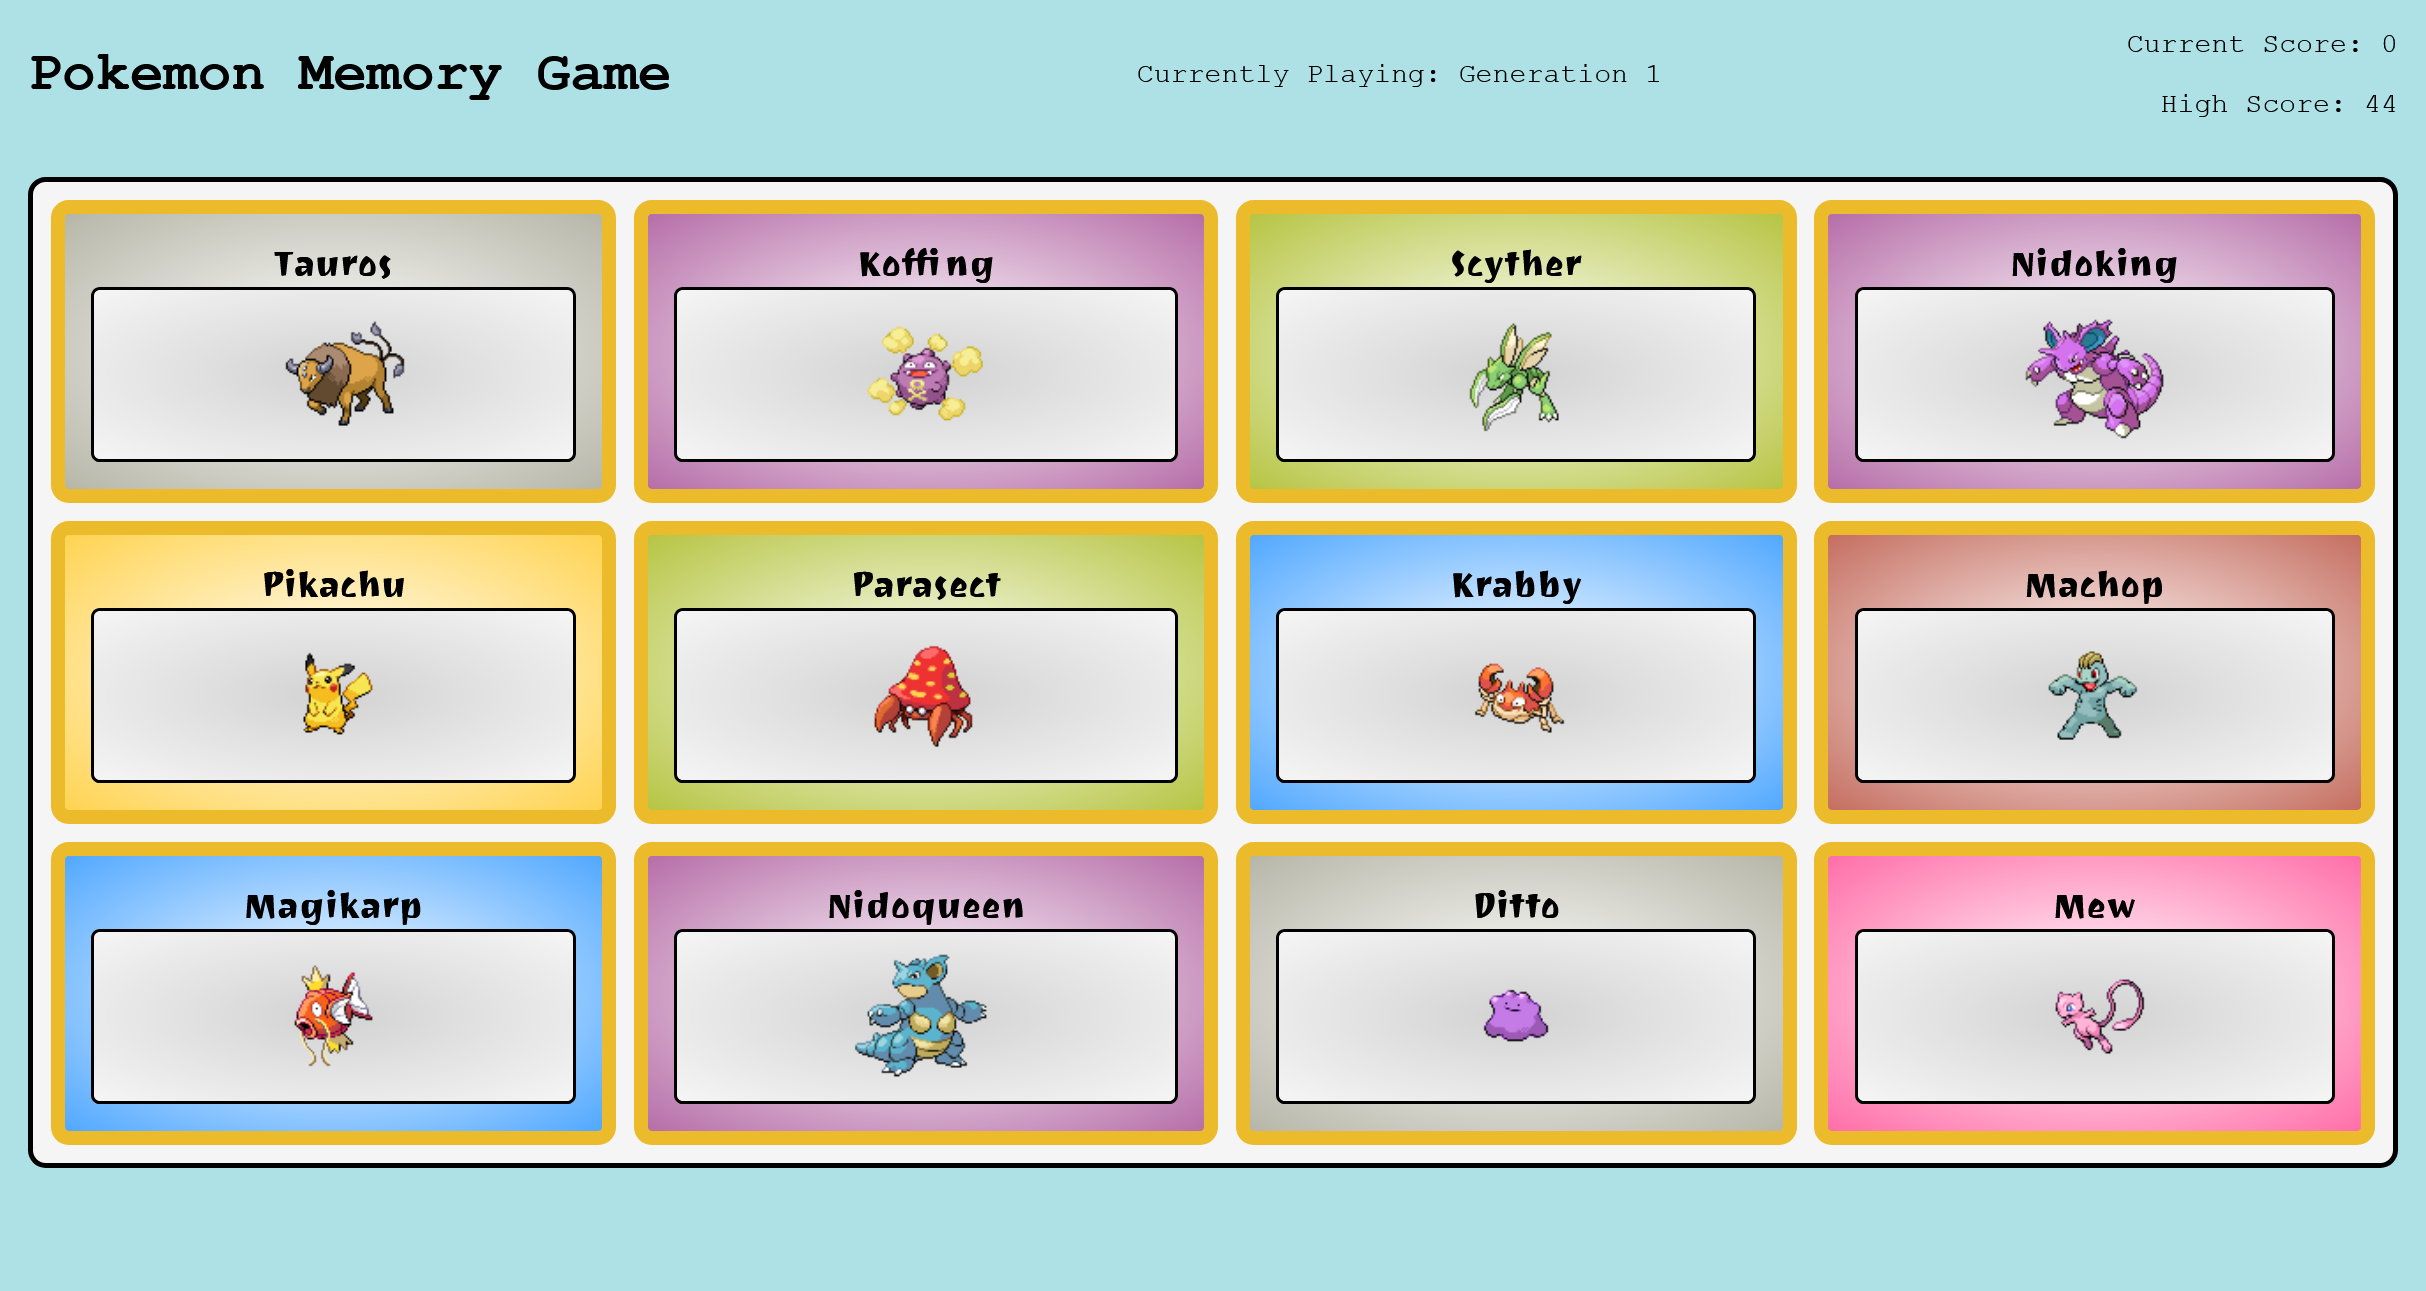 Pokemon Memory Game
Currently Playing: Generation 1
Current Score: 0
High Score: 44
Tauros
Koffing
Scyther
Nidoking
Pikachu
Parasect
Krabby
Machop
Magikarp
Nidoqueen
Ditto
Mew